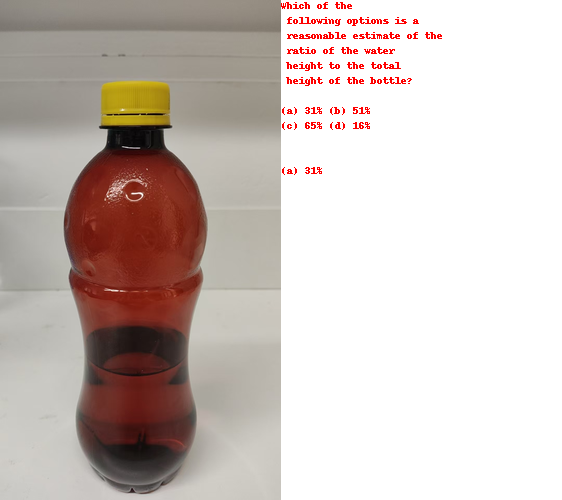 Which of the
following options is a
reasonable estimate of the
ratio of the water
height to the total
height of the bottle?
(a) 31% (b) 51%
(c) 65% (d) 16%
(a) 31%